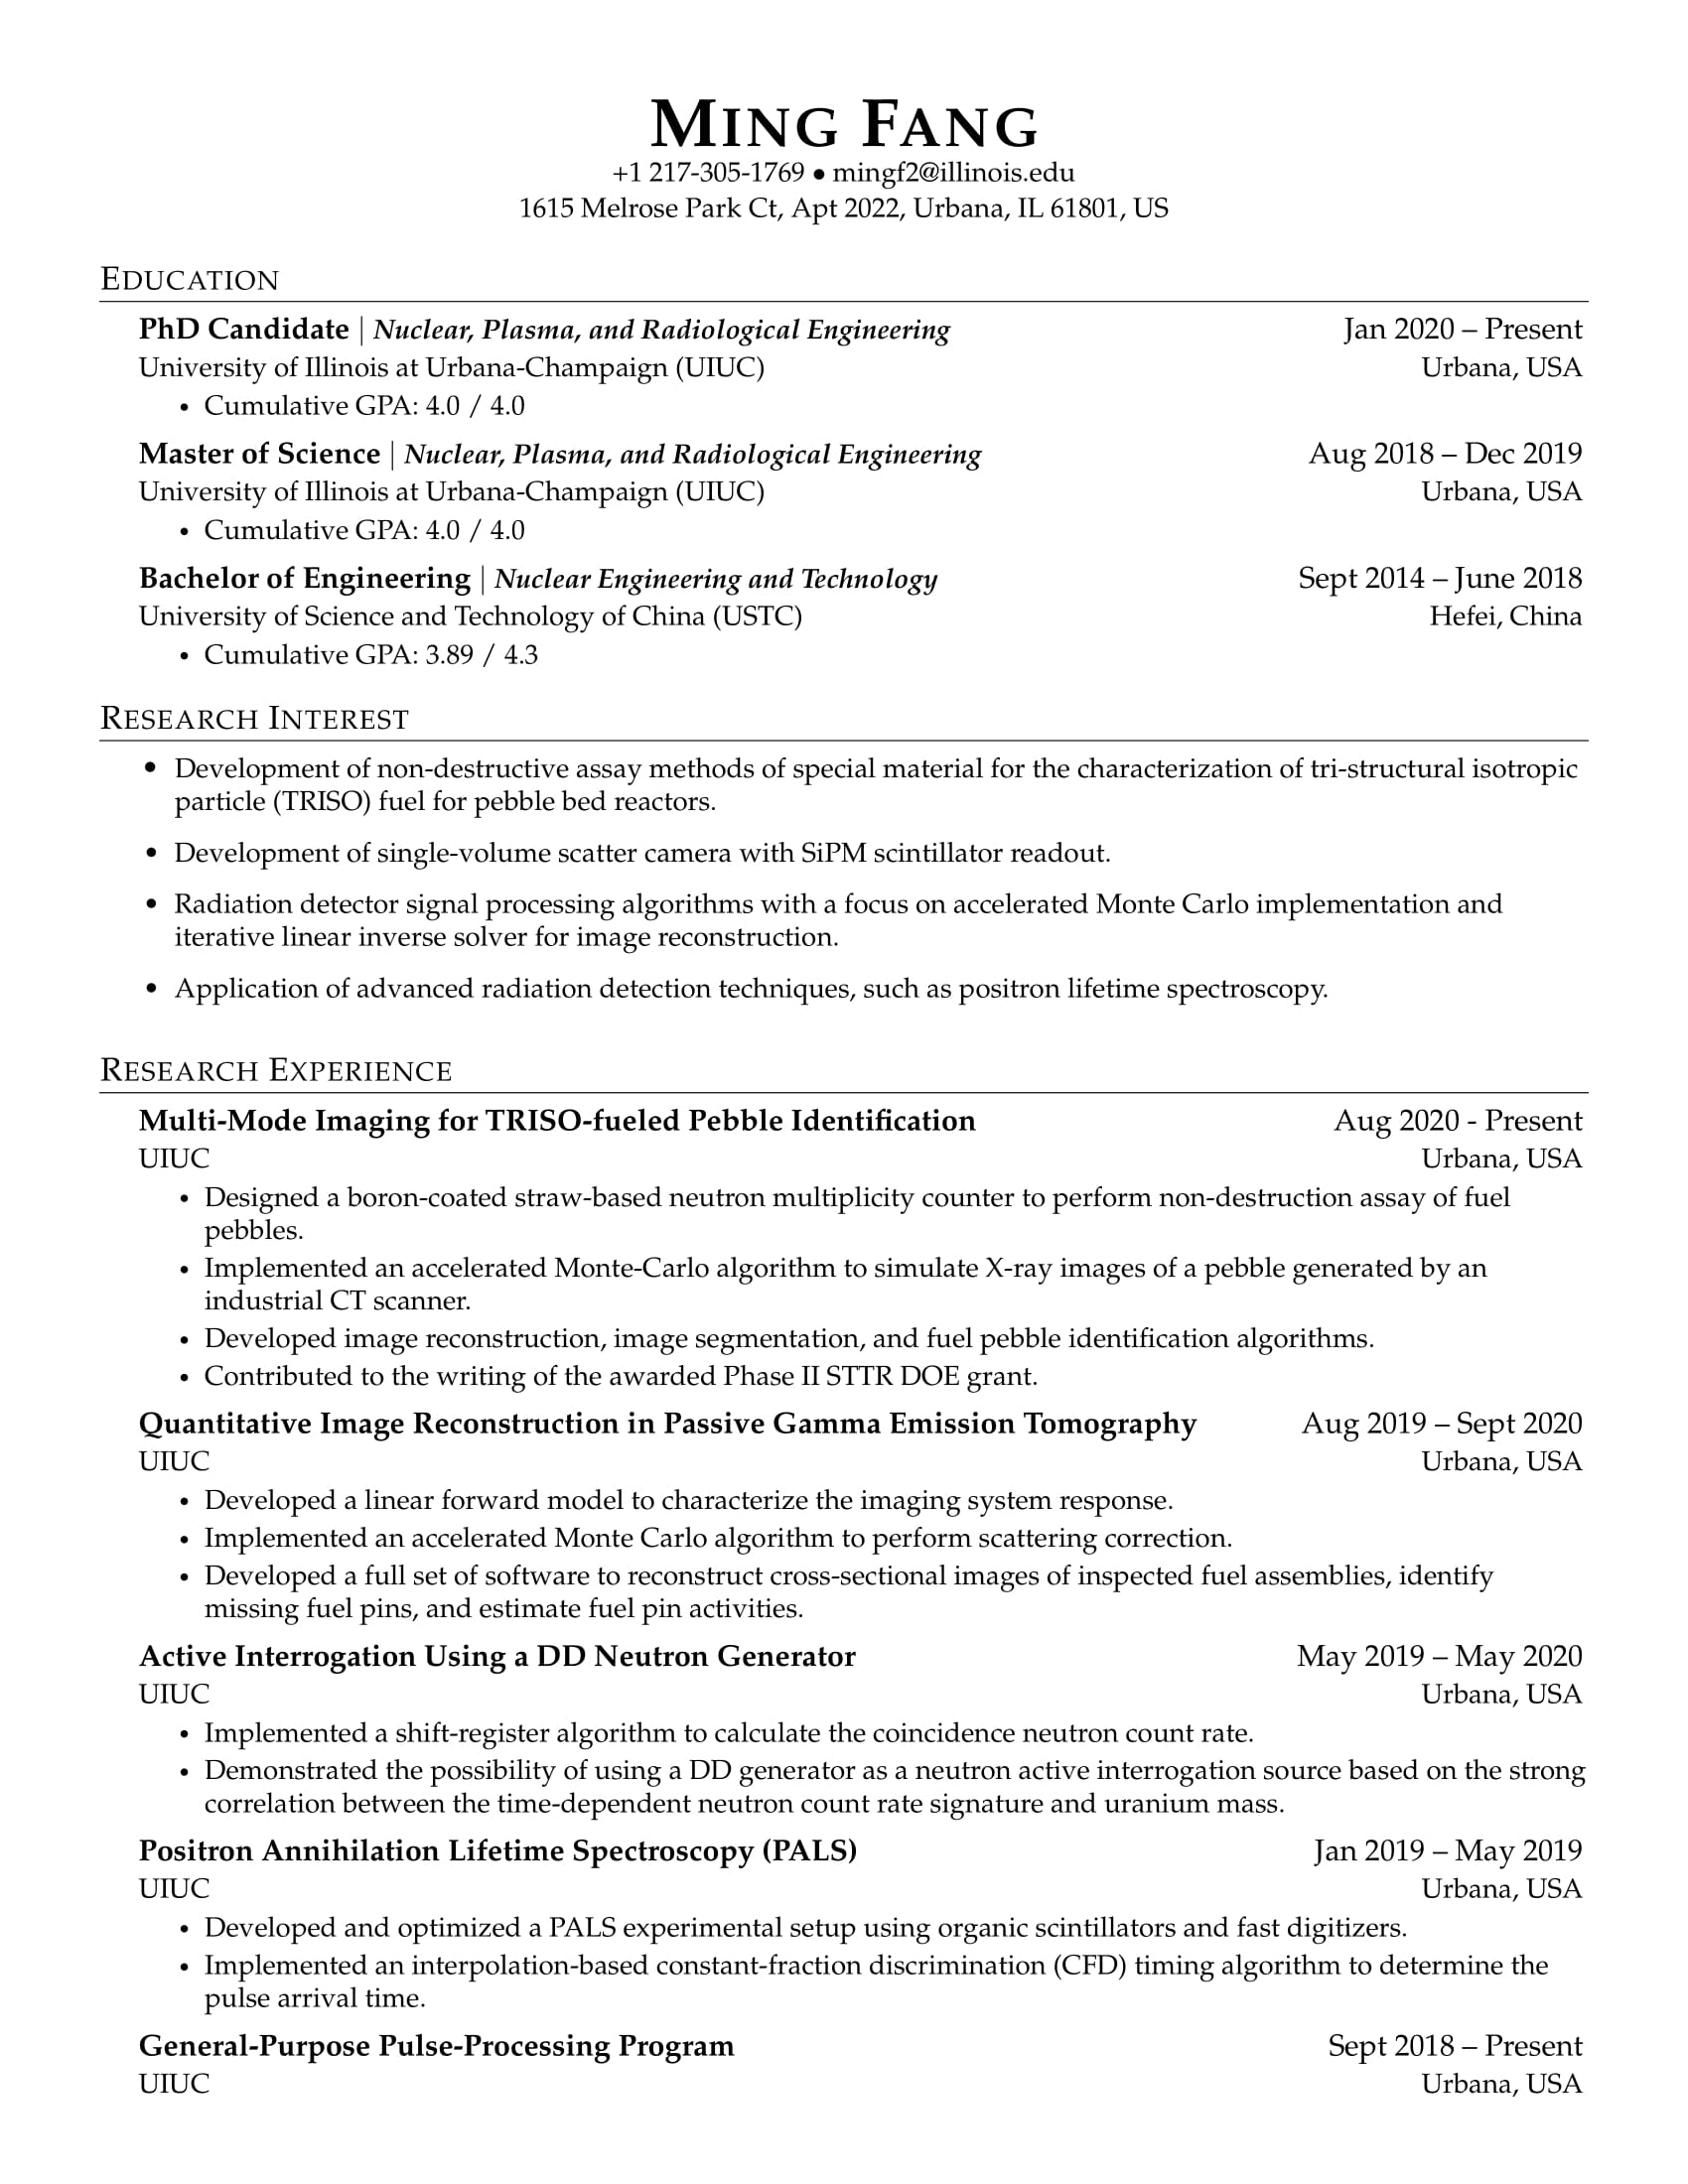 MING FANG
+1 217-305-1769 • mingf2@illinois.edu
1615 Melrose Park Ct, Apt 2022, Urbana, IL 61801, US
EDUCATION
PhD Candidate | Nuclear, Plasma, and Radiological Engineering Jan 2020 – Present
University of Illinois at Urbana-Champaign (UIUC) Urbana, USA
• Cumulative GPA: 4.0 / 4.0
Master of Science | Nuclear, Plasma, and Radiological Engineering Aug 2018 – Dec 2019
University of Illinois at Urbana-Champaign (UIUC) Urbana, USA
• Cumulative GPA: 4.0 / 4.0
Bachelor of Engineering | Nuclear Engineering and Technology Sept 2014 – June 2018
University of Science and Technology of China (USTC) Hefei, China
• Cumulative GPA: 3.89 / 4.3
RESEARCH INTEREST
• Development of non-destructive assay methods of special material for the characterization of tri-structural isotropic
particle (TRISO) fuel for pebble bed reactors.
• Development of single-volume scatter camera with SiPM scintillator readout.
• Radiation detector signal processing algorithms with a focus on accelerated Monte Carlo implementation and
iterative linear inverse solver for image reconstruction.
• Application of advanced radiation detection techniques, such as positron lifetime spectroscopy.
RESEARCH EXPERIENCE
Multi-Mode Imaging for TRISO-fueled Pebble Identification Aug 2020 - Present
UIUC Urbana, USA
• Designed a boron-coated straw-based neutron multiplicity counter to perform non-destruction assay of fuel
pebbles.
• Implemented an accelerated Monte-Carlo algorithm to simulate X-ray images of a pebble generated by an
industrial CT scanner.
• Developed image reconstruction, image segmentation, and fuel pebble identification algorithms.
• Contributed to the writing of the awarded Phase II STTR DOE grant.
Quantitative Image Reconstruction in Passive Gamma Emission Tomography Aug 2019 – Sept 2020
UIUC Urbana, USA
• Developed a linear forward model to characterize the imaging system response.
• Implemented an accelerated Monte Carlo algorithm to perform scattering correction.
• Developed a full set of software to reconstruct cross-sectional images of inspected fuel assemblies, identify
missing fuel pins, and estimate fuel pin activities.
Active Interrogation Using a DD Neutron Generator May 2019 – May 2020
UIUC Urbana, USA
• Implemented a shift-register algorithm to calculate the coincidence neutron count rate.
• Demonstrated the possibility of using a DD generator as a neutron active interrogation source based on the strong
correlation between the time-dependent neutron count rate signature and uranium mass.
Positron Annihilation Lifetime Spectroscopy (PALS) Jan 2019 – May 2019
UIUC Urbana, USA
• Developed and optimized a PALS experimental setup using organic scintillators and fast digitizers.
• Implemented an interpolation-based constant-fraction discrimination (CFD) timing algorithm to determine the
pulse arrival time.
General-Purpose Pulse-Processing Program Sept 2018 – Present
UIUC Urbana, USA